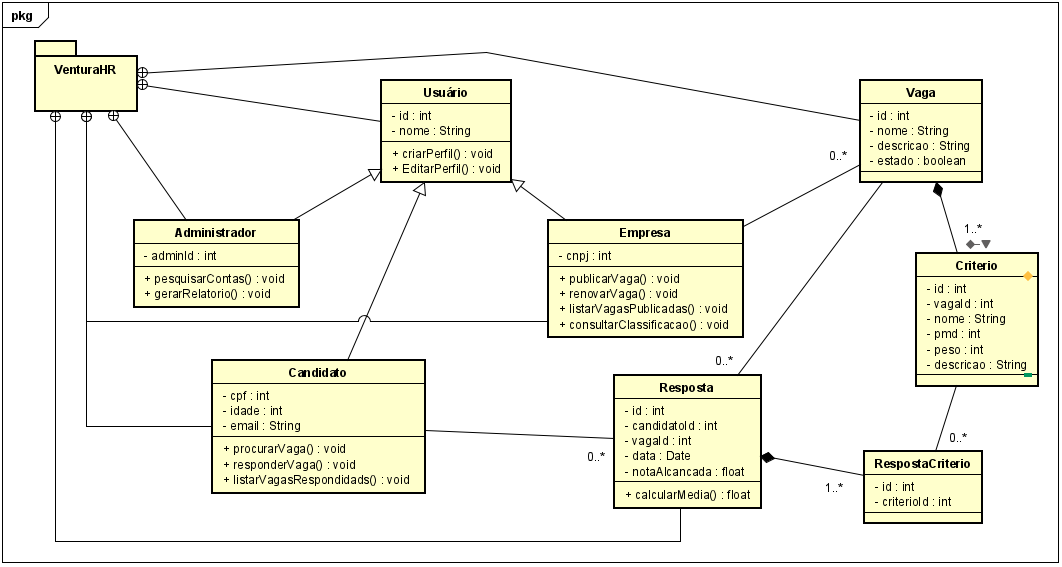 pkg
VenturaHR
Usuário
- id : int
- nome : String
+ criarPerfil() : void
+ EditarPerfil() : void
Vaga
- id : int
- nome : String
- descricao : String
- estado : boolean
0..*
Administrador
- adminId : int
+ pesquisarContas() : void
+ gerarRelatorio() : void
Empresa
- cnpj : int
+ publicarVaga() : void
+ renovarVaga() : void
+ listarVagasPublicadas() : void
+ consultarClassificacao() : void
1..*
Criterio
- id : int
- vagaId : int
- nome : String
- pmd : int
- peso : int
- descricao : String
0..*
Candidato
- cpf : int
- idade : int
- email : String
+ procurarVaga() : void
+ responderVaga() : void
+ listarVagasRespondidads() : void
0..*
Resposta
- id : int
- candidatoId : int
- vagaId : int
- data : Date
- notaAlcancada : float
+ calcularMedia() : float
0..*
RespostaCriterio
- id : int
- criterioId : int
1..*